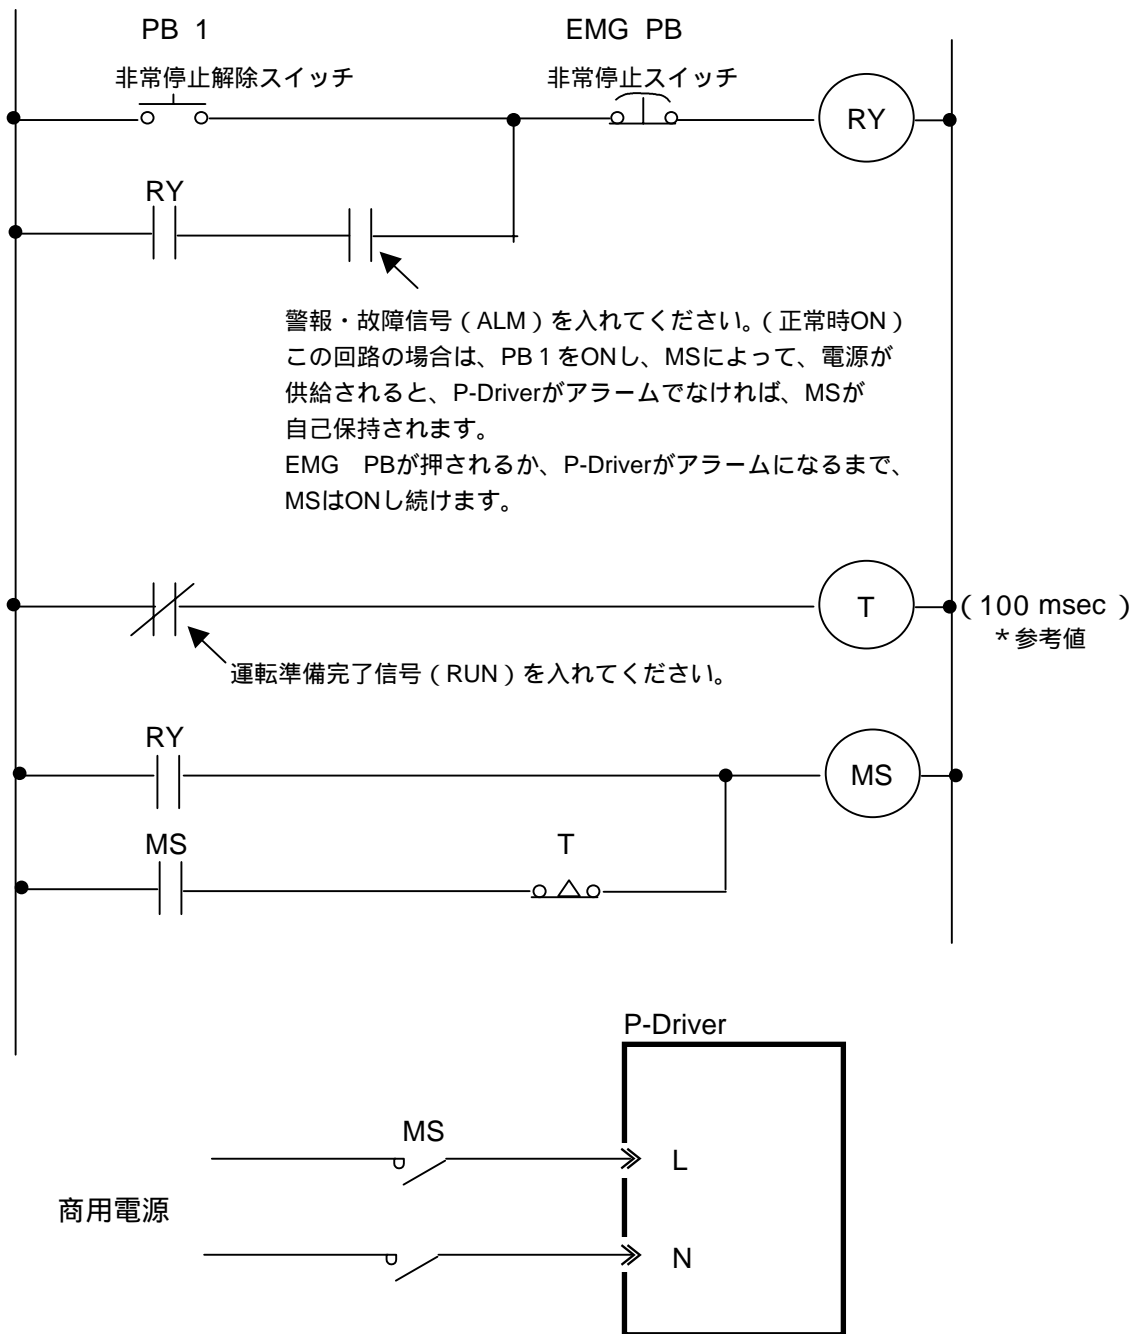 PB 1
EMG PB
非常停止解除スイッチ
非常停止スイッチ
RY
RY
警報・故障信号（ALM）を入れてください。（正常時ON）
この回路の場合は、PB１をONし、MSによって、電源が
供給されると、P-Driverがアラームでなければ、MSが
自己保持されます。
EMG　PBが押されるか、P-Driverがアラームになるまで、
MSはONし続けます。
T
（100 msec）
＊参考値
運転準備完了信号（RUN）を入れてください。
RY
MS
MS
T
P-Driver
MS
L
商用電源
N